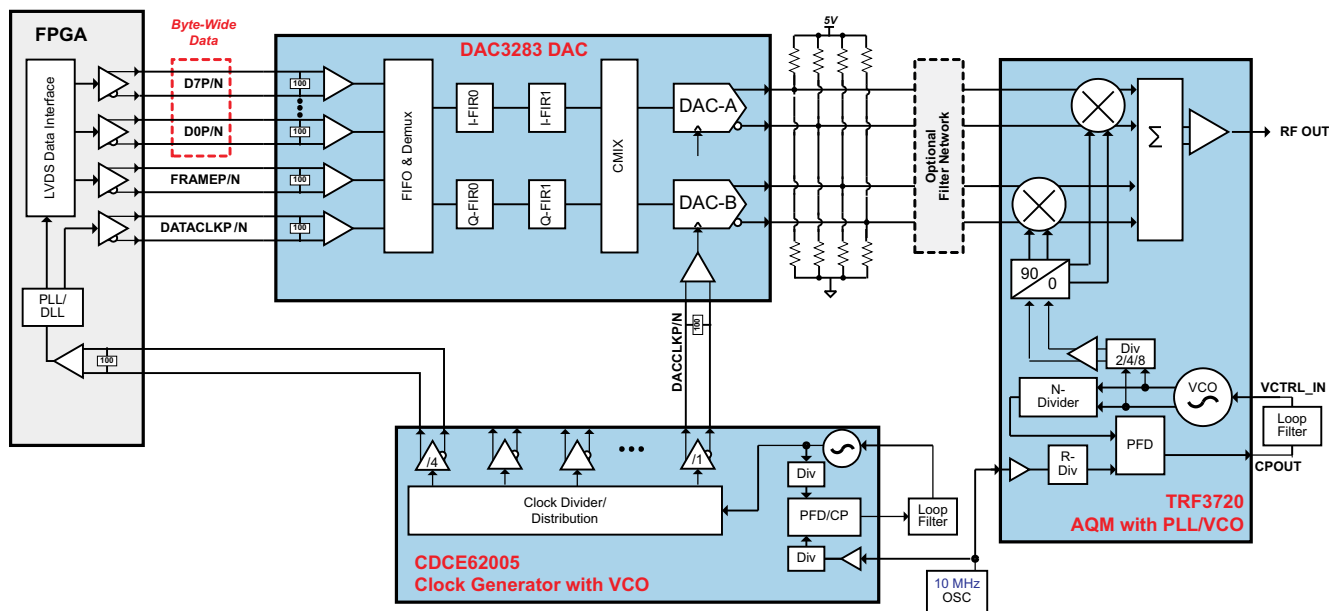 FPGA
LVDS Data Interface
PLL/
DLL
100
Byte-Wide
Data
D7P/N
D0P/N
FRAMEP/N
DATACLKP/N
DAC3283 DAC
100
100
100
100
FIFO & Demux
I-FIR0
I-FIR1
Q-FIR0
Q-FIR1
CMIX
DAC-A
DAC-B
DACCLKP/N
100
5V
Optional
Filter Network
Σ
RF OUT
90
0
Div
2/4/8
N-
Divider
VCO
VCTRL_IN
Loop
Filter
PFD
R-
Div
CPOUT
TRF3720
AQM with PLL/VCO
/4
/1
Clock Divider/
Distribution
Div
PFD/CP
Loop
Filter
Div
CDCE62005
Clock Generator with VCO
10 MHz
OSC